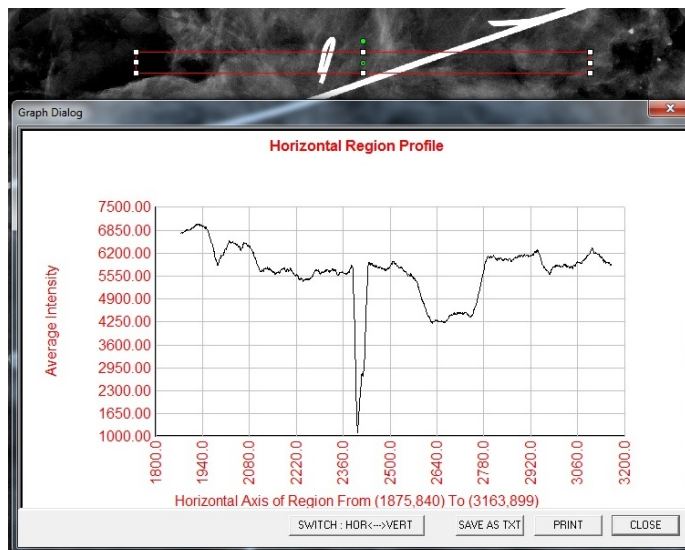 Graph Dialog
x
Horizontal Region Profile
7500.00
6850.00
6200.00
5550.00
4900.00
4250.00
3600.00
2950.00
2300.00
1650.00
1000.00
Average Intensity
1800.0
1940.0
2080.0
2220.0
2360.0
2500.0
2640.0
2780.0
2920.0
3060.0
3200.0
Horizontal Axis of Region From (1875,840) To (3163,899)
SWITCH : HOR<--->VERT
SAVE AS TXT
PRINT
CLOSE